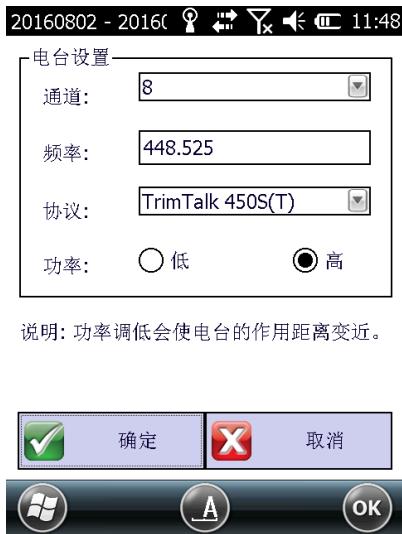 20160802 - 2016( 11:48
电台设置
通道: 8
频率: 448.525
协议: TrimTalk 450S(T)
功率: 低 高
说明: 功率调低会使电台的作用距离变近。
确定 取消
A OK